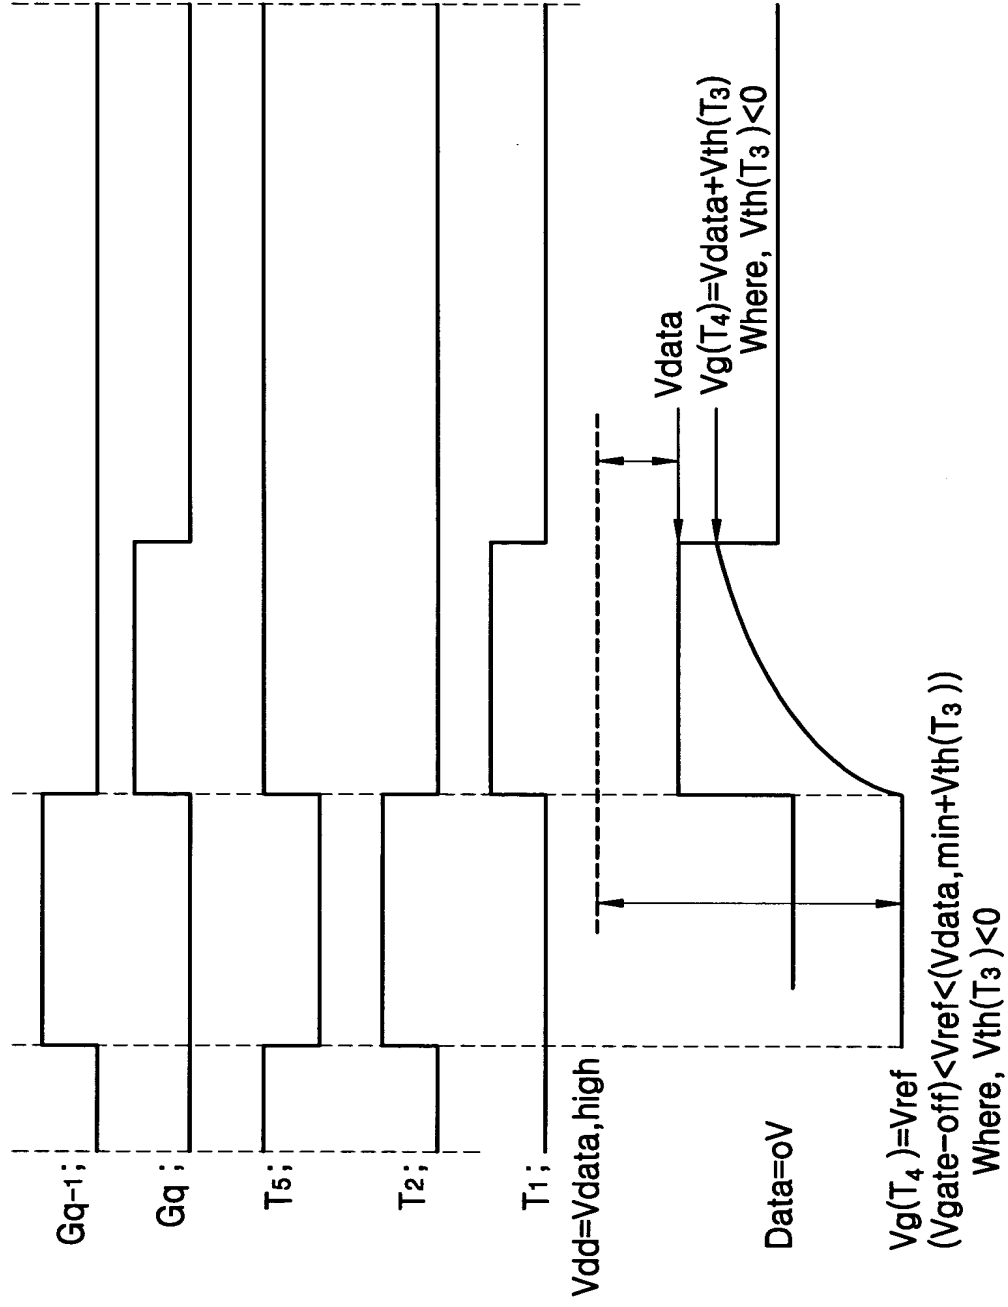 Gq-1;
Gq;
T5;
T2;
T1;
Vdd=Vdata,high
Vdata
Vg(T4)=Vdata+Vth(T3)
Where, Vth(T3)<0
Data=oV
Vg(T4)=Vref
(Vgate-off)<Vref<(Vdata,min+Vth(T3))
Where, Vth(T3)<0